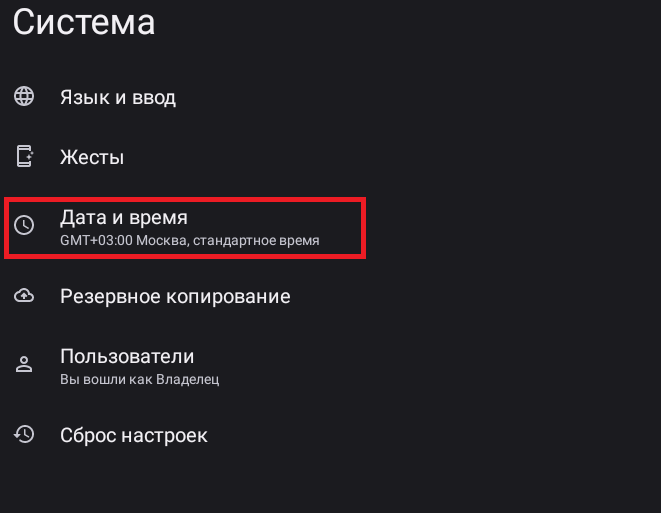 Система
Язык и ввод
Жесты
Дата и время
GMT+03:00 Москва, стандартное время
Резервное копирование
Пользователи
Вы вошли как Владелец
Сброс настроек